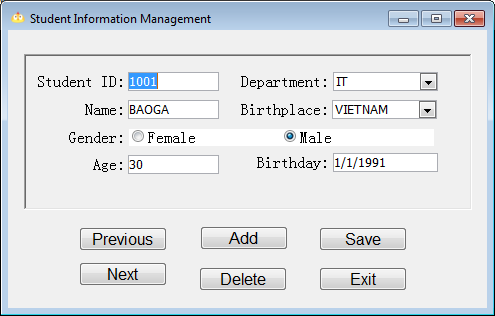 Student Information Management
Student ID: 1001 Department: IT
Name: BAOGA Birthplace: VIETNAM
Gender: Female Male
Age: 30 Birthday: 1/1/1991
Previous Add Save
Next Delete Exit